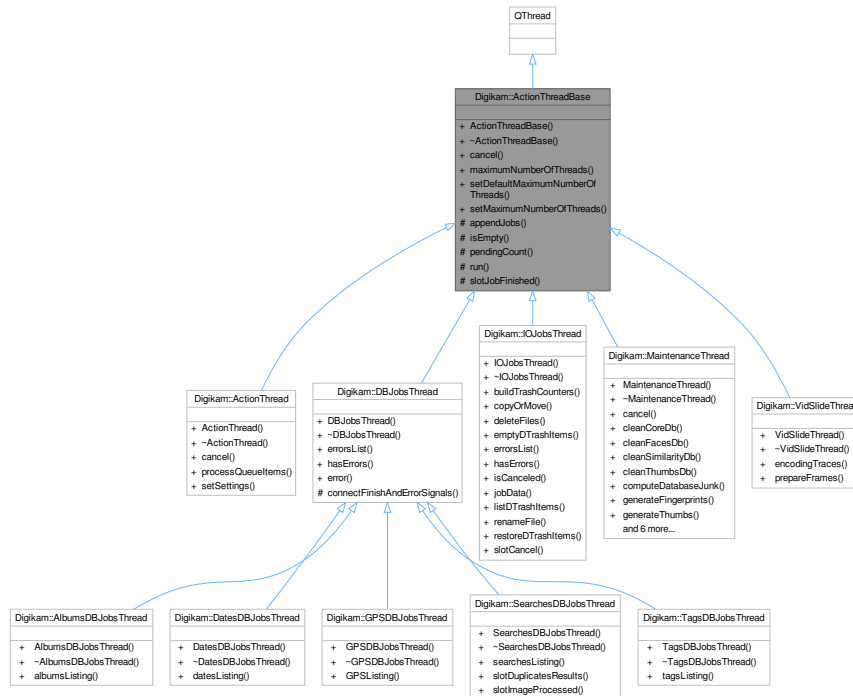 QThread
Digikam::ActionThreadBase
+ ActionThreadBase()
+ ~ActionThreadBase()
+ cancel()
+ maximumNumberOfThreads()
+ setDefaultMaximumNumberOf
Threads()
+ setMaximumNumberOfThreads()
# appendJobs()
# isEmpty()
# pendingCount()
# run()
# slotJobFinished()
Digikam::ActionThread
+ ActionThread()
+ ~ActionThread()
+ cancel()
+ processQueueItems()
+ setSettings()
Digikam::DBJobsThread
+ DBJobsThread()
+ ~DBJobsThread()
+ errorsList()
+ hasErrors()
+ error()
# connectFinishAndErrorSignals()
Digikam::IOJobsThread
+ IOJobsThread()
+ ~IOJobsThread()
+ buildTrashCounters()
+ copyOrMove()
+ deleteFiles()
+ emptyDTrashItems()
+ errorsList()
+ hasErrors()
+ isCanceled()
+ jobData()
+ listDTrashItems()
+ renameFile()
+ restoreDTrashItems()
+ slotCancel()
Digikam::MaintenanceThread
+ MaintenanceThread()
+ ~MaintenanceThread()
+ cancel()
+ cleanCoreDb()
+ cleanFacesDb()
+ cleanSimilarityDb()
+ cleanThumbsDb()
+ computeDatabaseJunk()
+ generateFingerprints()
+ generateThumbs()
and 6 more...
Digikam::VidSlideThread
+ VidSlideThread()
+ ~VidSlideThread()
+ encodingTraces()
+ prepareFrames()
Digikam::AlbumsDBJobsThread
+ AlbumsDBJobsThread()
+ ~AlbumsDBJobsThread()
+ albumsListing()
Digikam::DatesDBJobsThread
+ DatesDBJobsThread()
+ ~DatesDBJobsThread()
+ datesListing()
Digikam::GPSDBJobsThread
+ GPSDBJobsThread()
+ ~GPSDBJobsThread()
+ GPSListing()
Digikam::SearchesDBJobsThread
+ SearchesDBJobsThread()
+ ~SearchesDBJobsThread()
+ searchesListing()
+ slotDuplicatesResults()
+ slotImageProcessed()
Digikam::TagsDBJobsThread
+ TagsDBJobsThread()
+ ~TagsDBJobsThread()
+ tagsListing()